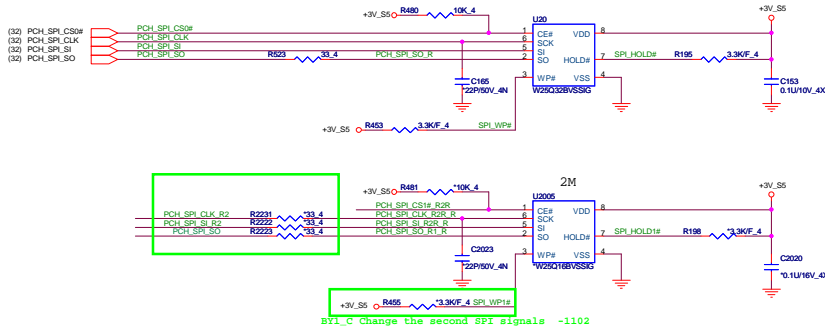 +3V_S5 R480 10K_4
U20
+3V_S5
(32) PCH_SPI_CS0# PCH_SPI_CS0# 1 CE# VDD 8
(32) PCH_SPI_CLK PCH_SPI_CLK 6 SCK
(32) PCH_SPI_SI PCH_SPI_SI 5 SI
(32) PCH_SPI_SO PCH_SPI_SO R523 33_4 PCH_SPI_SO_R 2 SO HOLD# 7 SPI_HOLD# R195 3.3K/F_4
3 WP# VSS 4
C165
*22P/50V_4N
W25Q32BVSSIG
C153
0.1U/10V_4X
+3V_S5 R453 3.3K/F_4 SPI_WP#
2M
+3V_S5 R481 *10K_4
U2005
+3V_S5
PCH_SPI_CS1#_R2R 1 CE# VDD 8
PCH_SPI_CLK_R2 R2231 *33_4 PCH_SPI_CLK_R2R_R 6 SCK
PCH_SPI_SI_R2 R2222 *33_4 PCH_SPI_SI_R2R_R 5 SI
PCH_SPI_SO R2223 *33_4 PCH_SPI_SO_R1_R 2 SO HOLD# 7 SPI_HOLD1# R198 *3.3K/F_4
3 WP# VSS 4
C2023
*22P/50V_4N
*W25Q16BVSSIG
C2020
*0.1U/16V_4X
+3V_S5 R455 *3.3K/F_4 SPI_WP1#
BY1_C Change the second SPI signals -1102